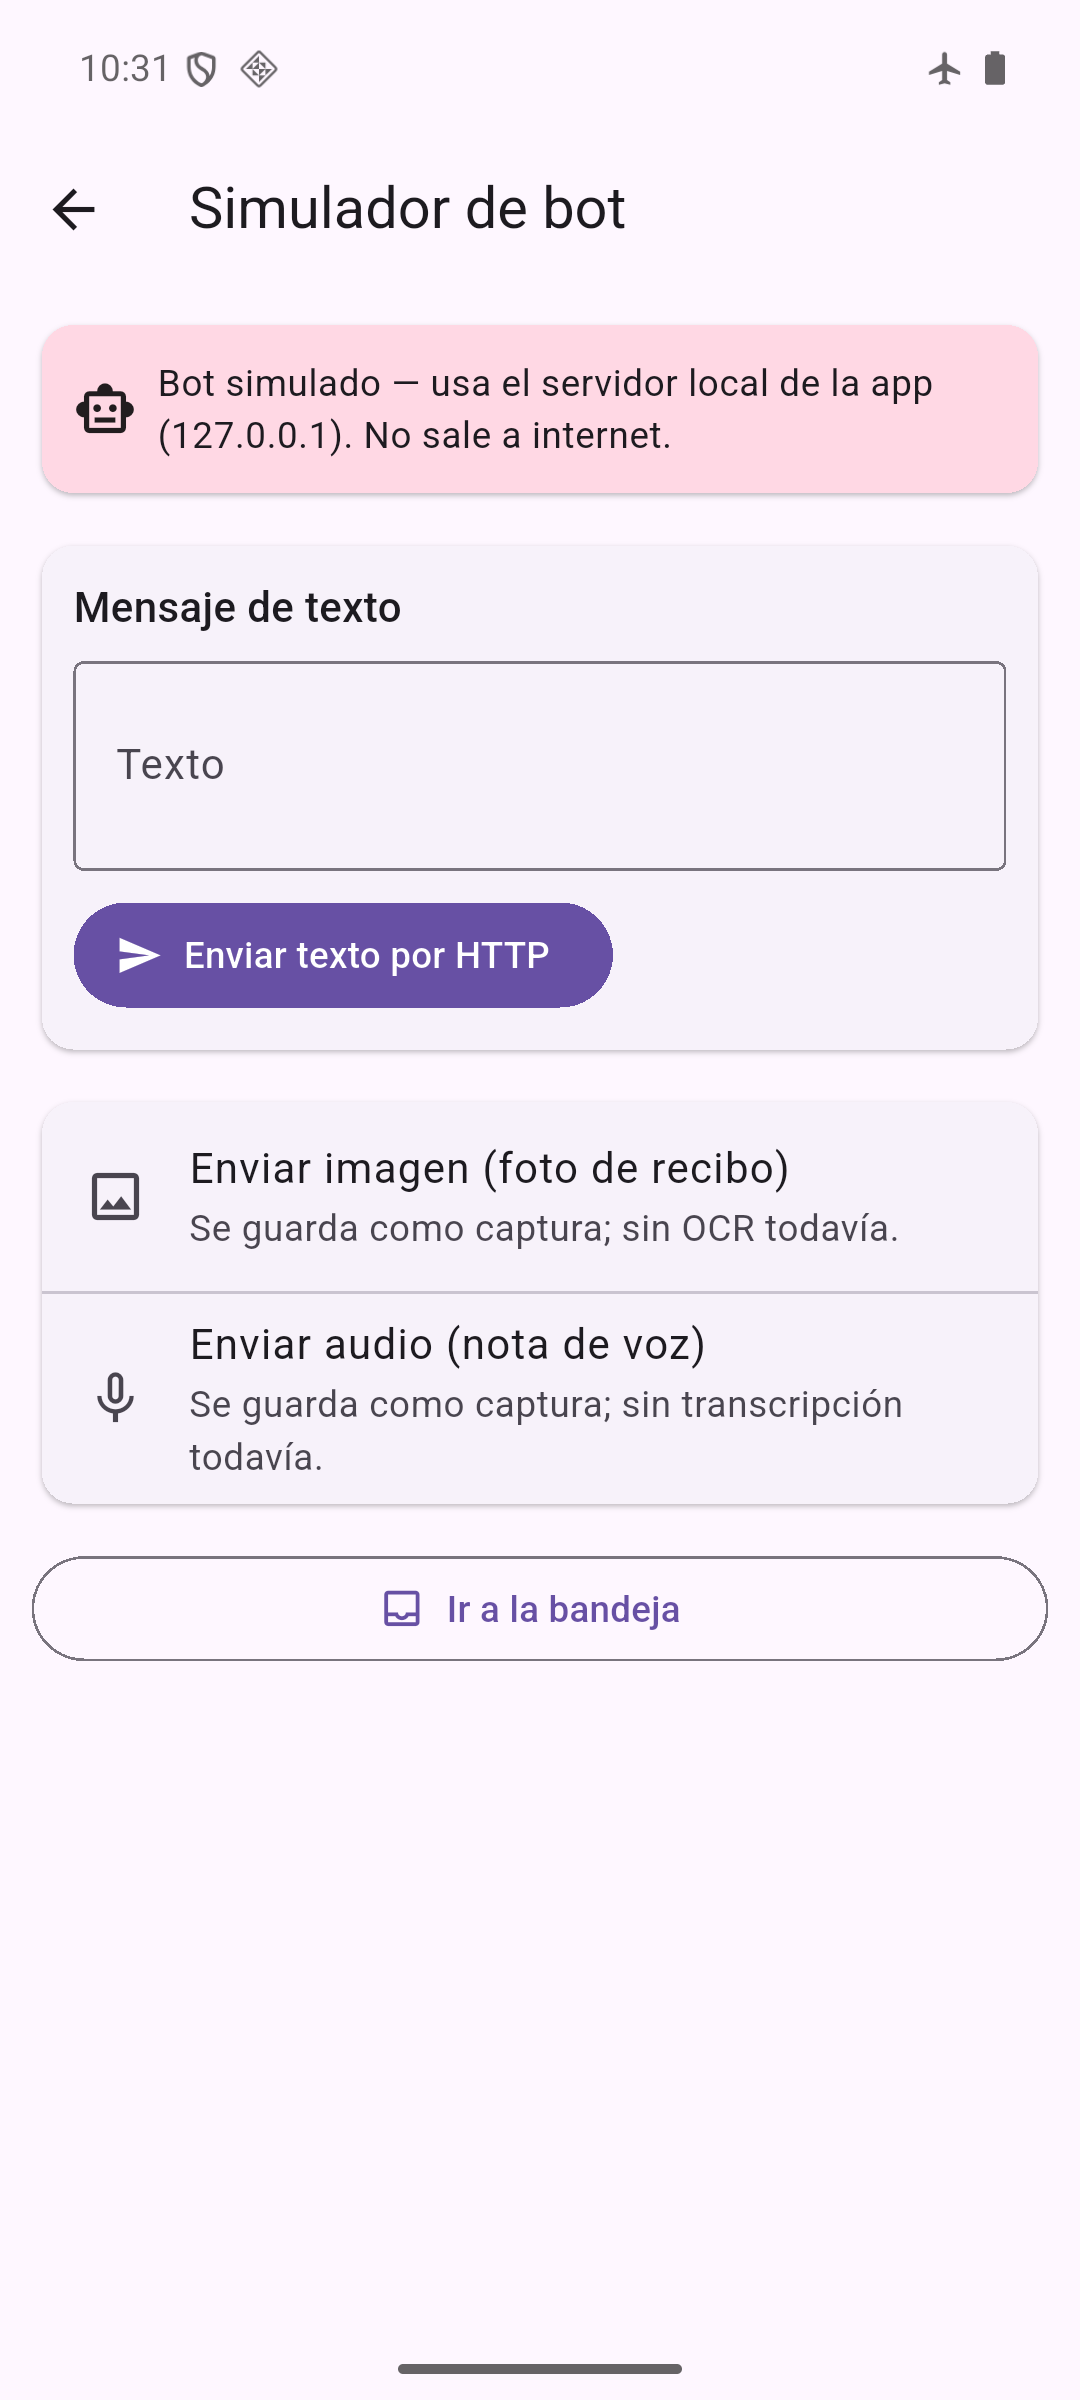 10:31
Simulador de bot
Bot simulado — usa el servidor local de la app
(127.0.0.1). No sale a internet.
Mensaje de texto
Texto
Enviar texto por HTTP
Enviar imagen (foto de recibo)
Se guarda como captura; sin OCR todavía.
Enviar audio (nota de voz)
Se guarda como captura; sin transcripción
todavía.
Ir a la bandeja